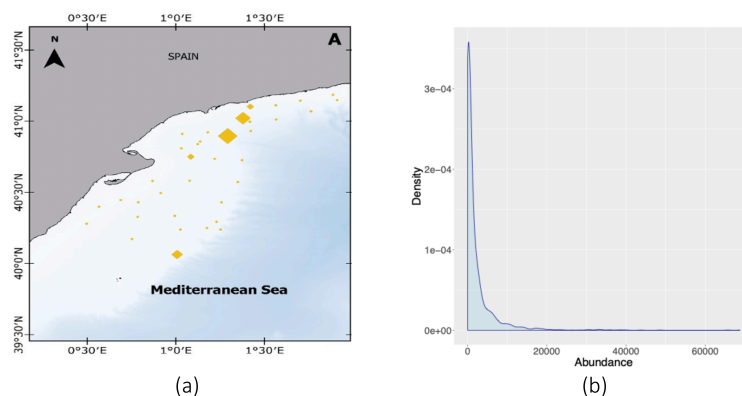 0°30'E 1°0'E 1°30'E
A
N
SPAIN
41°30'N
41°0'N
40°30'N
40°0'N
39°30'N
Mediterranean Sea
0°30'E 1°0'E 1°30'E
(a)
3e−04
2e−04
1e−04
0e+00
Density
0 20000 40000 60000
Abundance
(b)